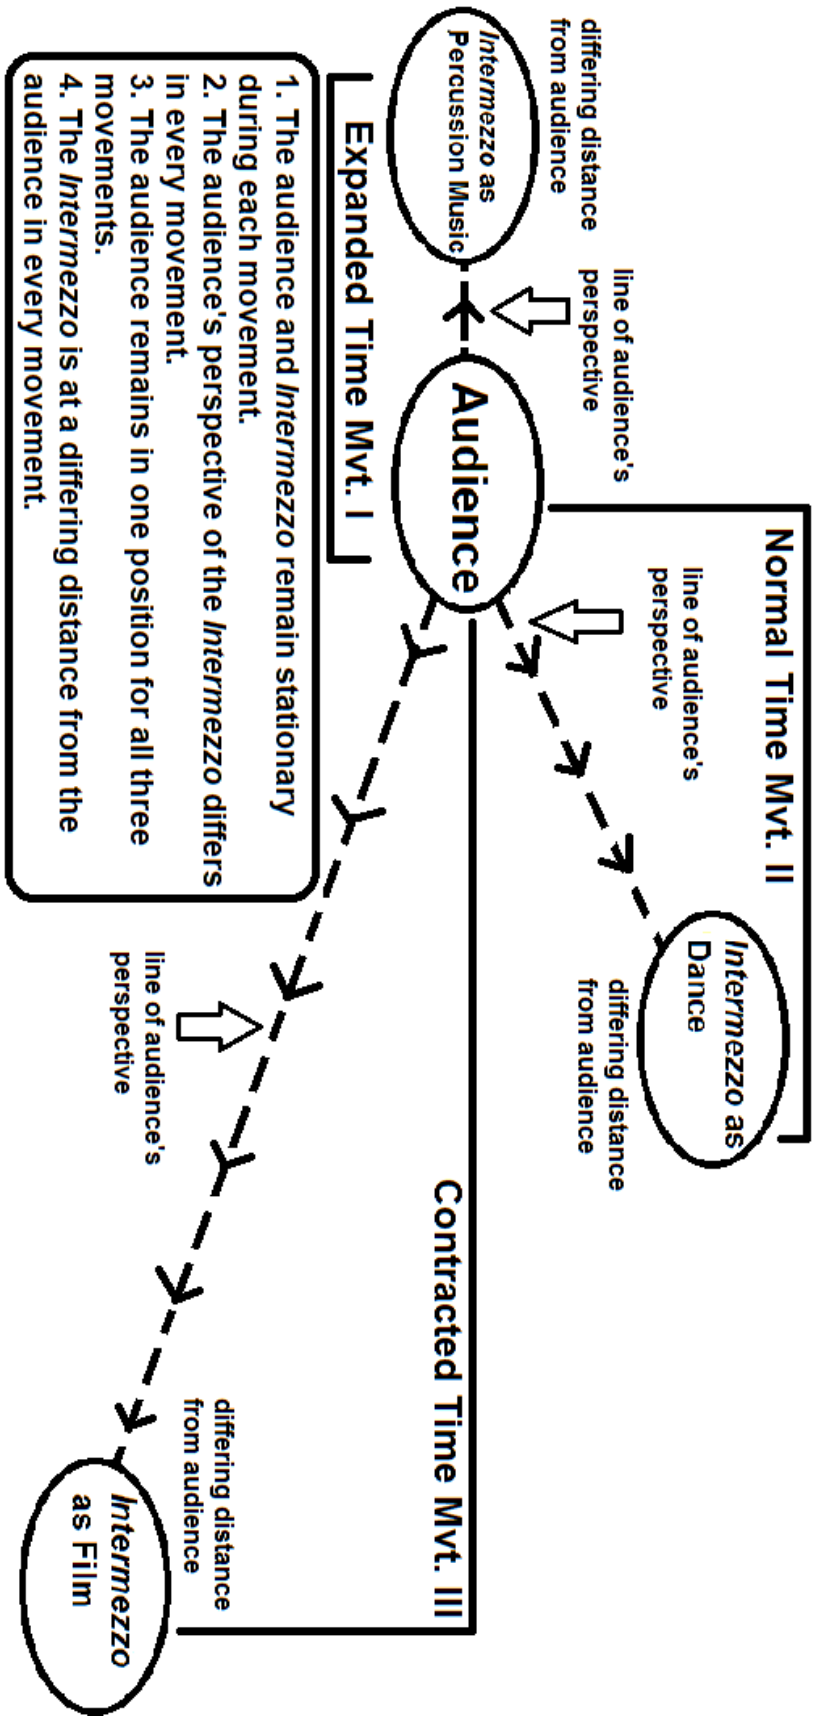 Normal Time Mvt. II
line of audience's
perspective
differing distance
from audience
Intermezzo as
Percussion Music
line of audience's
perspective
Audience
Intermezzo as
Dance
differing distance
from audience
Expanded Time Mvt. I
Contracted Time Mvt. III
1. The audience and Intermezzo remain stationary
during each movement.
2. The audience's perspective of the Intermezzo differs
in every movement.
3. The audience remains in one position for all three
movements.
4. The Intermezzo is at a differing distance from the
audience in every movement.
line of audience's
perspective
differing distance
from audience
Intermezzo
as Film